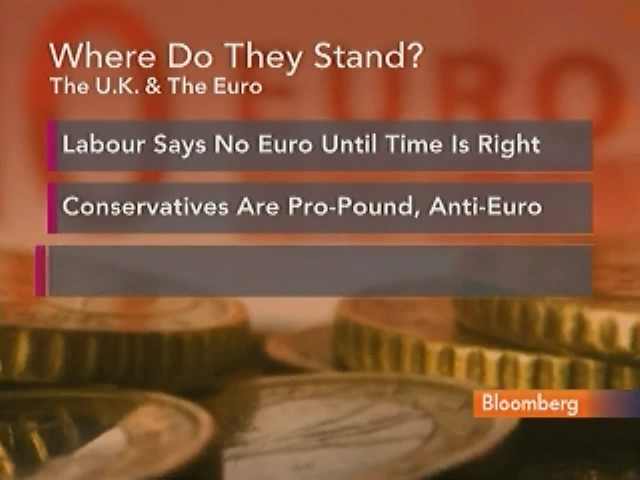 Where Do They Stand?
The U.K. & The Euro
EURO
Labour Says No Euro Until Time Is Right
Conservatives Are Pro-Pound, Anti-Euro
Bloomberg